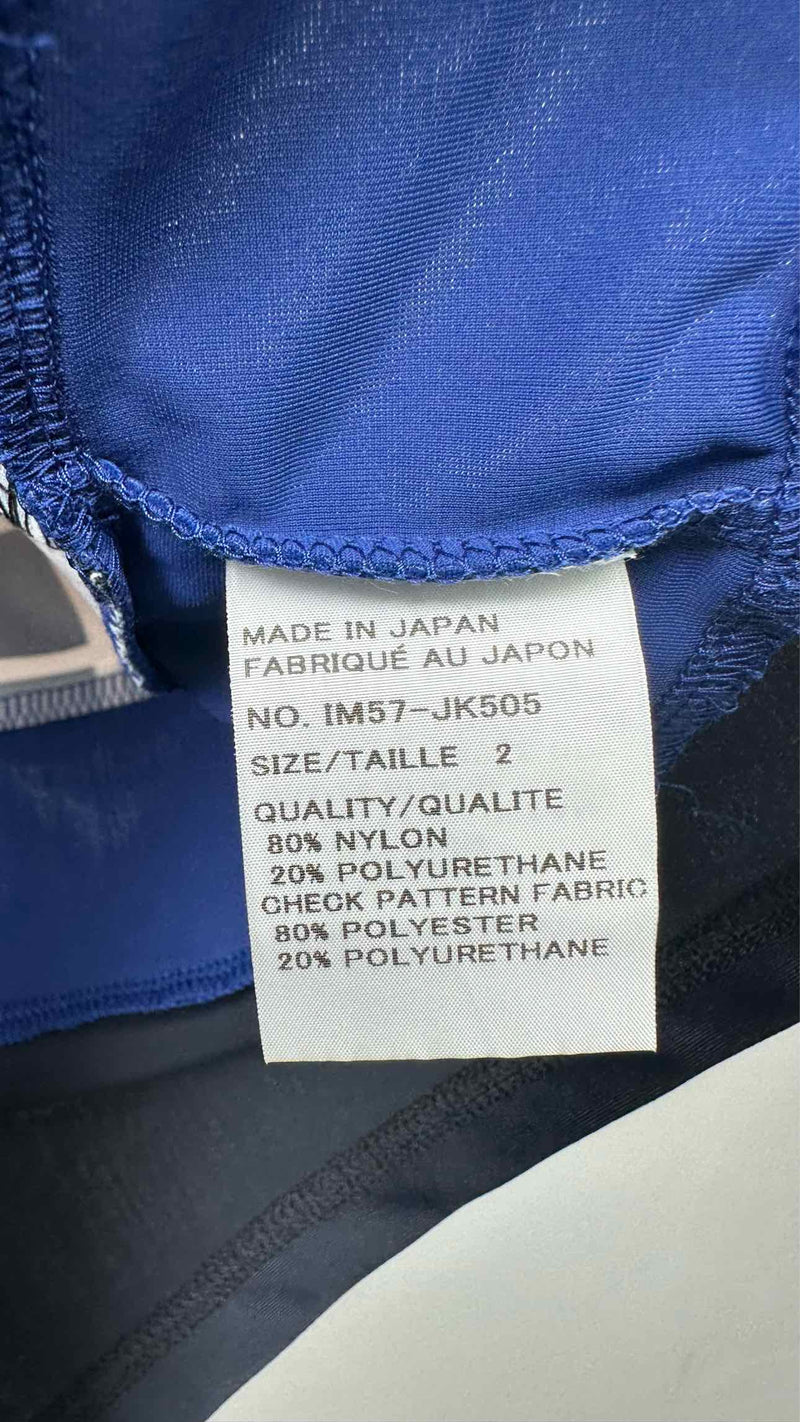 MADE IN JAPAN
FABRIQUÉ AU JAPON
NO. IM57-JK505
SIZE/TAILLE 2
QUALITY/QUALITE
80% NYLON
20% POLYURETHANE
CHECK PATTERN FABRIC
80% POLYESTER
20% POLYURETHANE